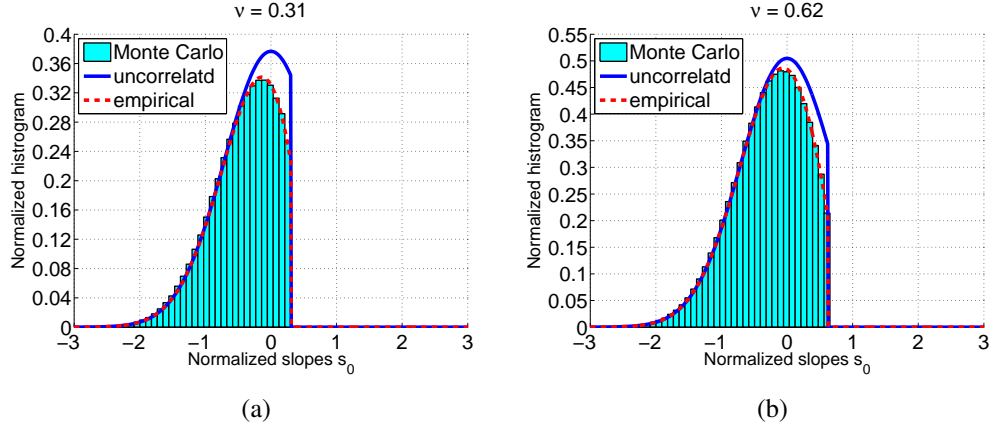 ν = 0.31
0.4
0.36
0.32
0.28
0.24
0.2
0.16
0.12
0.08
0.04
0
Normalized histrogram
Monte Carlo
uncorrelatd
empirical
−3 −2 −1 0 1 2 3
Normalized slopes s0
(a)
ν = 0.62
0.55
0.5
0.45
0.4
0.35
0.3
0.25
0.2
0.15
0.1
0.05
0
Normalized histrogram
Monte Carlo
uncorrelatd
empirical
−3 −2 −1 0 1 2 3
Normalized slopes s0
(b)